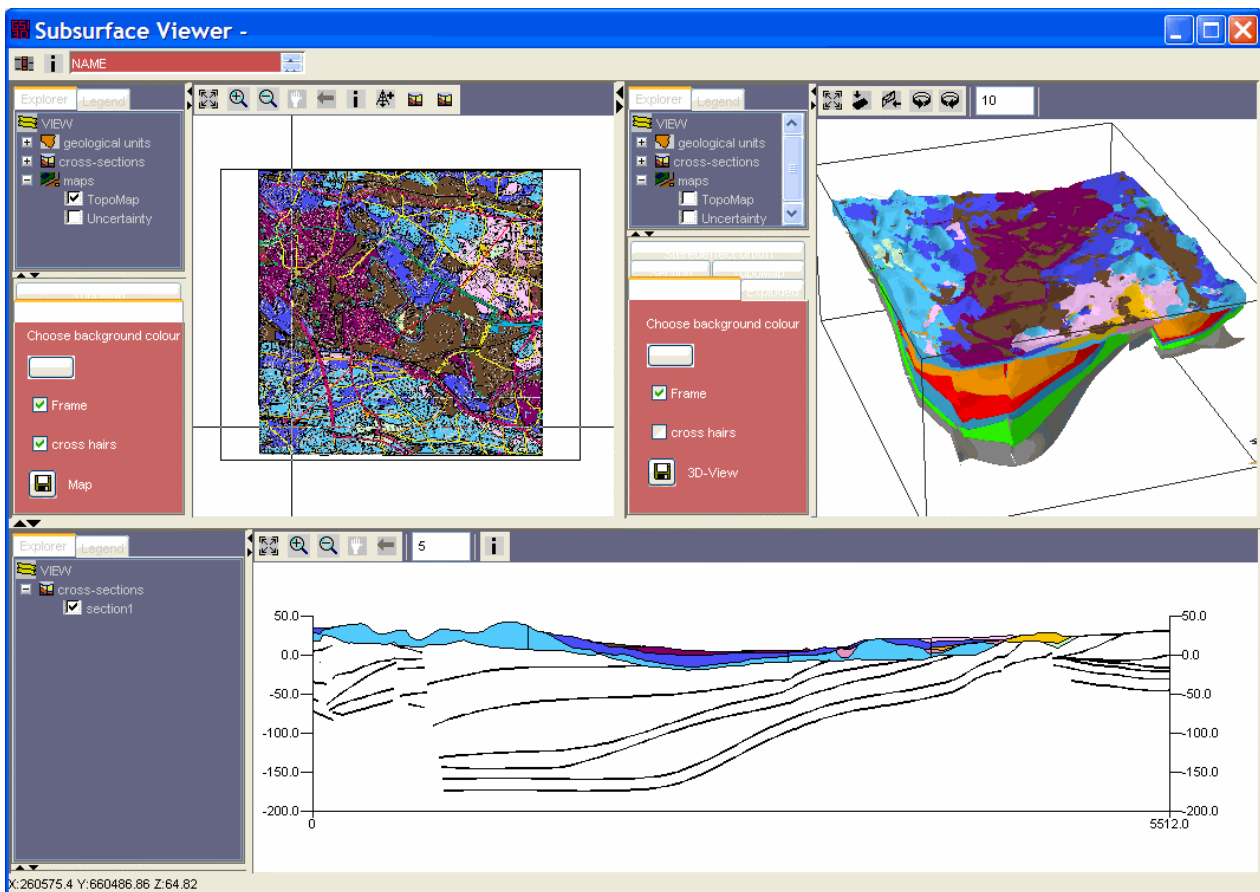 Subsurface Viewer -
NAME
Explorer Legend
VIEW
geological units
cross-sections
maps
TopoMap
Uncertainty
Choose background colour
Frame
cross hairs
Map
Explorer Legend
VIEW
geological units
cross-sections
maps
TopoMap
Uncertainty
Exploded
Choose background colour
Frame
cross hairs
3D-View
10
Explorer Legend
VIEW
cross-sections
section1
5
50.0 50.0
0.0 0.0
-50.0 -50.0
-100.0 -100.0
-150.0 -150.0
-200.0 -200.0
0 5512.0
X:260575.4 Y:660486.86 Z:64.82